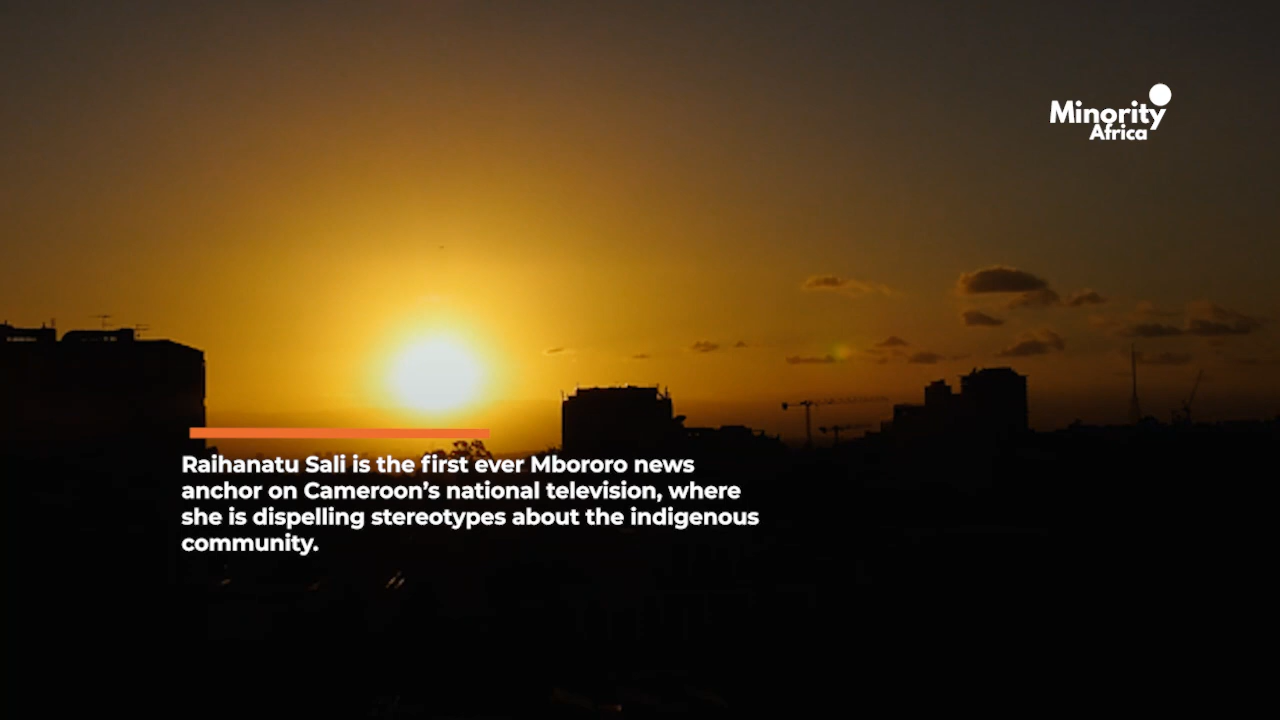 Minority
Africa
Raihanatu Sali is the first ever Mbororo news
anchor on Cameroon’s national television, where
she is dispelling stereotypes about the indigenous
community.